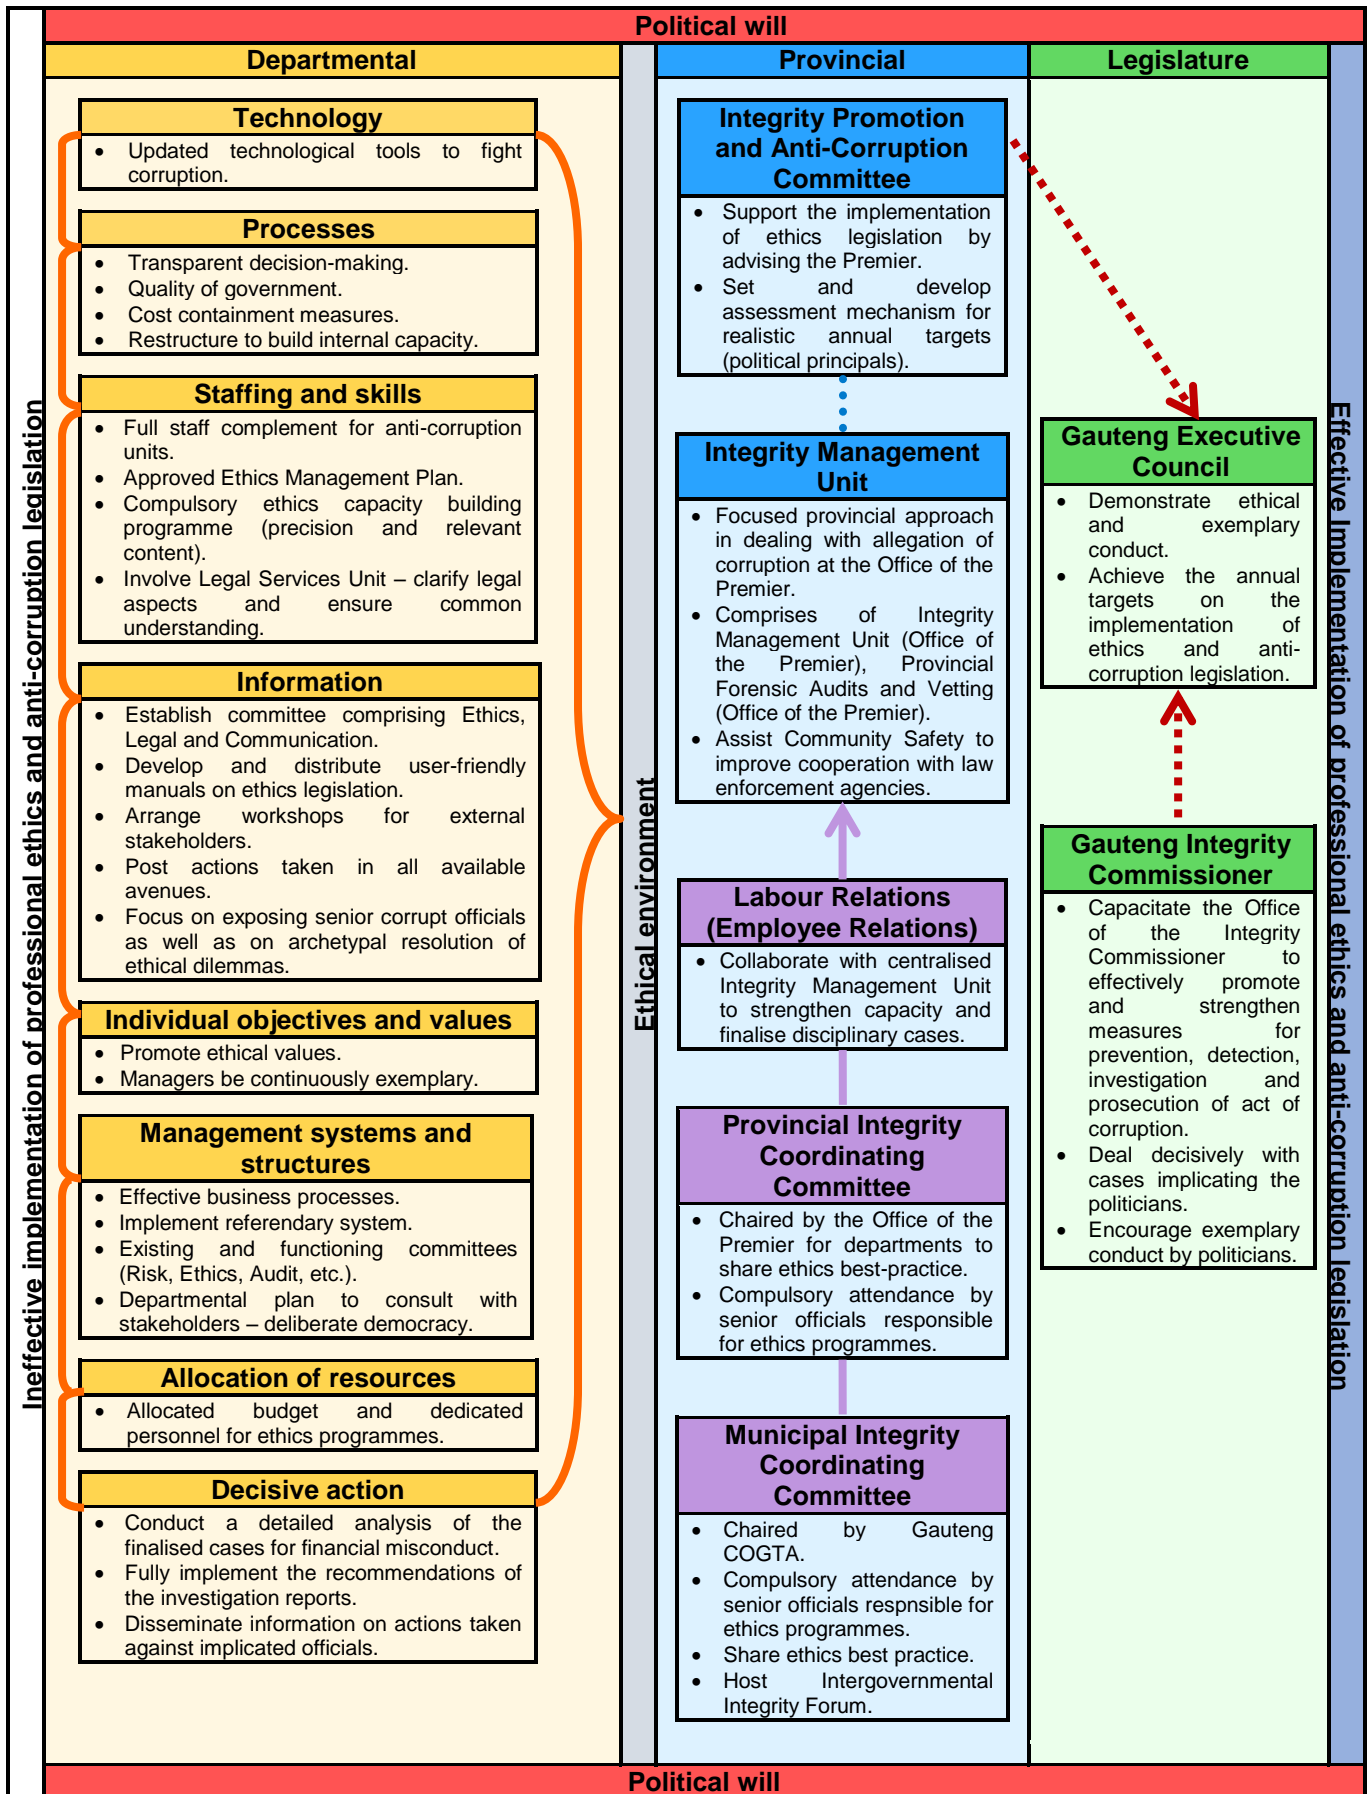 Political will
Ineffective implementation of professional ethics and anti-corruption legislation
Departmental
Technology
• Updated technological tools to fight
corruption.
Processes
• Transparent decision-making.
• Quality of government.
• Cost containment measures.
• Restructure to build internal capacity.
Staffing and skills
• Full staff complement for anti-corruption
units.
• Approved Ethics Management Plan.
• Compulsory ethics capacity building
programme (precision and relevant
content).
• Involve Legal Services Unit – clarify legal
aspects and ensure common
understanding.
Information
• Establish committee comprising Ethics,
Legal and Communication.
• Develop and distribute user-friendly
manuals on ethics legislation.
• Arrange workshops for external
stakeholders.
• Post actions taken in all available
avenues.
• Focus on exposing senior corrupt officials
as well as on archetypal resolution of
ethical dilemmas.
Individual objectives and values
• Promote ethical values.
• Managers be continuously exemplary.
Management systems and
structures
• Effective business processes.
• Implement referendary system.
• Existing and functioning committees
(Risk, Ethics, Audit, etc.).
• Departmental plan to consult with
stakeholders – deliberate democracy.
Allocation of resources
• Allocated budget and dedicated
personnel for ethics programmes.
Decisive action
• Conduct a detailed analysis of the
finalised cases for financial misconduct.
• Fully implement the recommendations of
the investigation reports.
• Disseminate information on actions taken
against implicated officials.
Ethical environment
Provincial
Integrity Promotion
and Anti-Corruption
Committee
• Support the implementation
of ethics legislation by
advising the Premier.
• Set and develop
assessment mechanism for
realistic annual targets
(political principals).
Integrity Management
Unit
• Focused provincial approach
in dealing with allegation of
corruption at the Office of the
Premier.
• Comprises of Integrity
Management Unit (Office of
the Premier), Provincial
Forensic Audits and Vetting
(Office of the Premier).
• Assist Community Safety to
improve cooperation with law
enforcement agencies.
Labour Relations
(Employee Relations)
• Collaborate with centralised
Integrity Management Unit
to strengthen capacity and
finalise disciplinary cases.
Provincial Integrity
Coordinating
Committee
• Chaired by the Office of the
Premier for departments to
share ethics best-practice.
• Compulsory attendance by
senior officials responsible
for ethics programmes.
Municipal Integrity
Coordinating
Committee
• Chaired by Gauteng
COGTA.
• Compulsory attendance by
senior officials respnsible for
ethics programmes.
• Share ethics best practice.
• Host Intergovernmental
Integrity Forum.
Legislature
Gauteng Executive
Council
• Demonstrate ethical
and exemplary
conduct.
• Achieve the annual
targets on the
implementation of
ethics and anti-
corruption legislation.
Gauteng Integrity
Commissioner
• Capacitate the Office
of the Integrity
Commissioner to
effectively promote
and strengthen
measures for
prevention, detection,
investigation and
prosecution of act of
corruption.
• Deal decisively with
cases implicating the
politicians.
• Encourage exemplary
conduct by politicians.
Effective Implementation of professional ethics and anti-corruption legislation
Political will